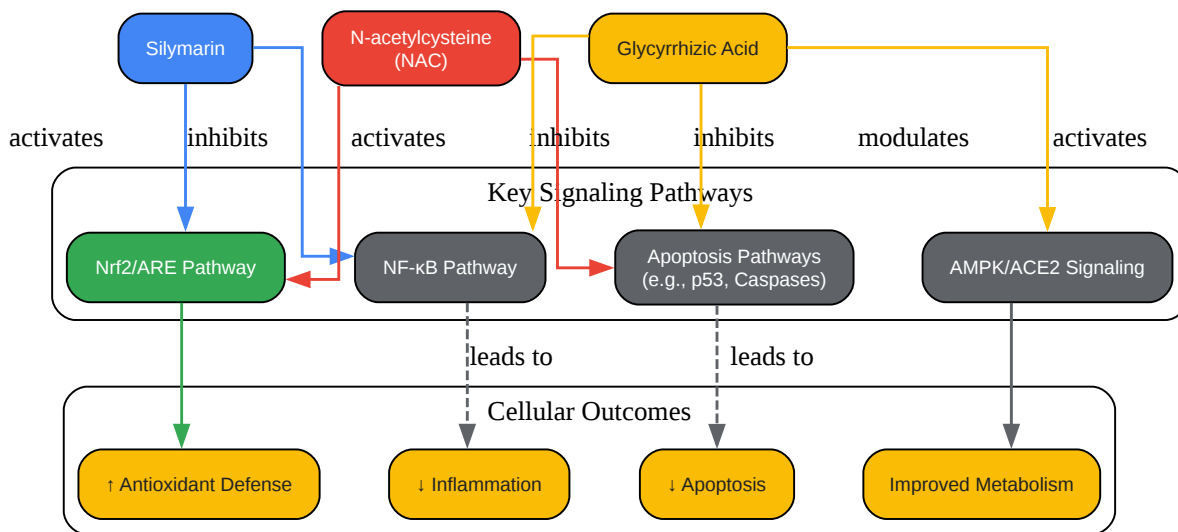 Silymarin
N-acetylcysteine
(NAC)
Glycyrrhizic Acid
activates
inhibits
activates
inhibits
inhibits
modulates
activates
Key Signaling Pathways
Nrf2/ARE Pathway
NF-κB Pathway
Apoptosis Pathways
(e.g., p53, Caspases)
AMPK/ACE2 Signaling
leads to
leads to
Cellular Outcomes
↑ Antioxidant Defense
↓ Inflammation
↓ Apoptosis
Improved Metabolism